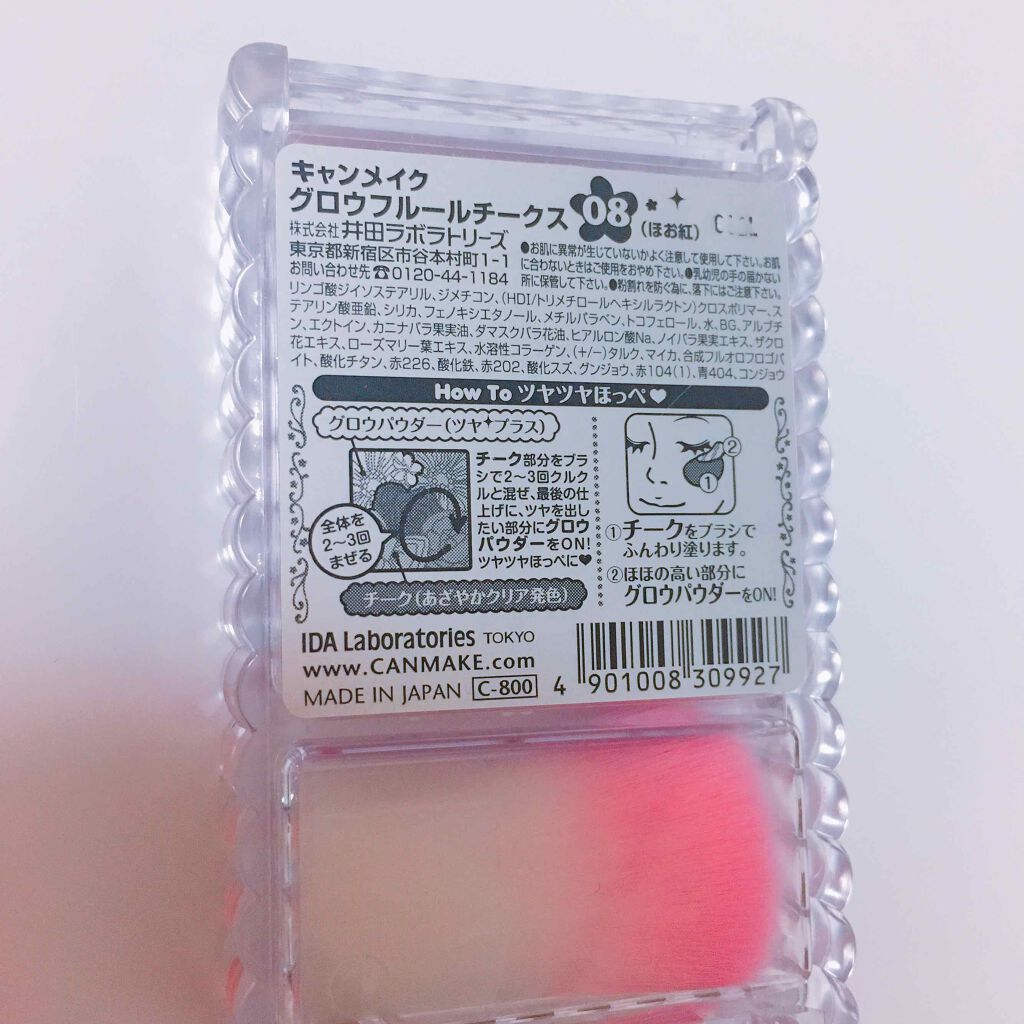 キャンメイク
グロウフルールチークス 08 (ほお紅)
株式会社 井田ラボラトリーズ
東京都新宿区市谷本村町1-1
お問い合わせ先 ☎0120-44-1184
●お肌に異常が生じていないかよく注意して使用して下さい。お肌
に合わないときはご使用をおやめ下さい。●乳幼児の手の届かない
所に保管して下さい。●粉割れを防ぐ為に、落下にはご注意下さい。
リンゴ酸ジイソステアリル、ジメチコン、(HDI/トリメチロールヘキシルラクトン)クロスポリマー、ス
テアリン酸亜鉛、シリカ、フェノキシエタノール、メチルパラベン、トコフェロール、水、BG、アルブチ
ン、エクトイン、カニナバラ果実油、ダマスクバラ花油、ヒアルロン酸Na、ノイバラ果実エキス、ザクロ
花エキス、ローズマリー葉エキス、水溶性コラーゲン、(+/−)タルク、マイカ、合成フルオロフロゴパ
イト、酸化チタン、赤226、酸化鉄、赤202、酸化スズ、グンジョウ、赤104(1)、青404、コンジョウ
How To ツヤツヤほっぺ♥
グロウパウダー(ツヤ✦プラス)
全体を
2〜3回
まぜる
チーク(あざやかクリア発色)
チーク部分をブラ
シで2〜3回クルク
ルと混ぜ、最後の仕
上げに、ツヤを出し
たい部分にグロウ
パウダーをON!
ツヤツヤほっぺに♥
②
①
①チークをブラシで
ふんわり塗ります。
②ほほの高い部分に
グロウパウダーをON!
IDA Laboratories TOKYO
www.CANMAKE.com
MADE IN JAPAN C-800
4 901008 309927